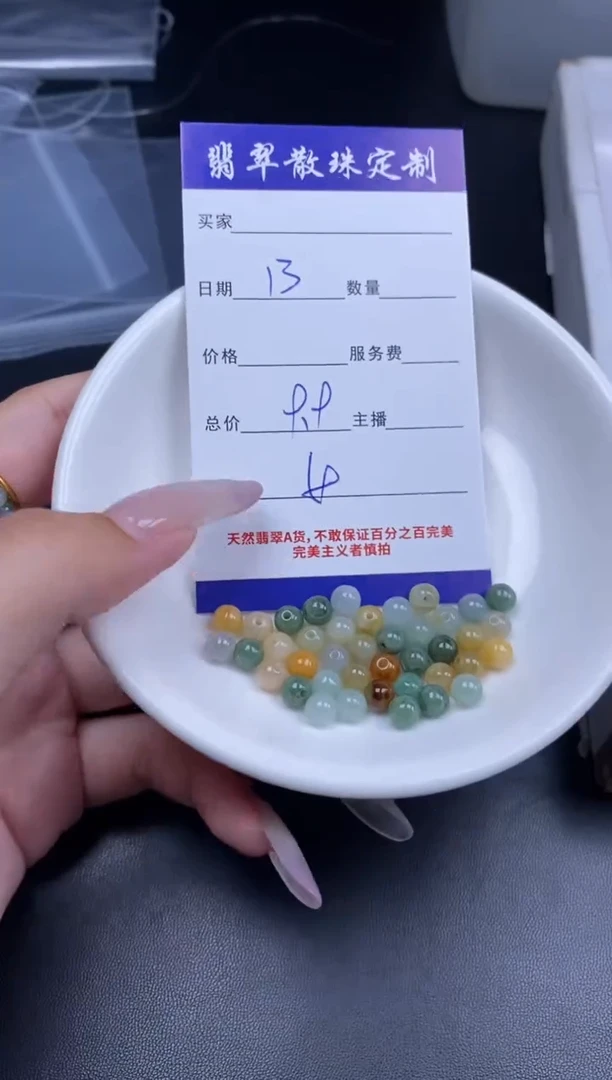 翡翠散珠定制
买家
日期 13 数量
价格 服务费
总价 主播
天然翡翠A货,不敢保证百分之百完美
完美主义者慎拍